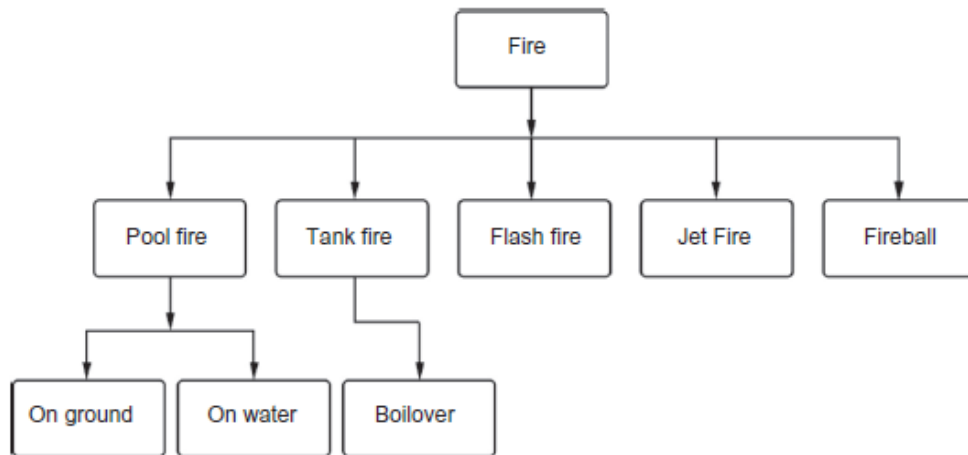 Fire
Pool fire
Tank fire
Flash fire
Jet Fire
Fireball
On ground
On water
Boilover